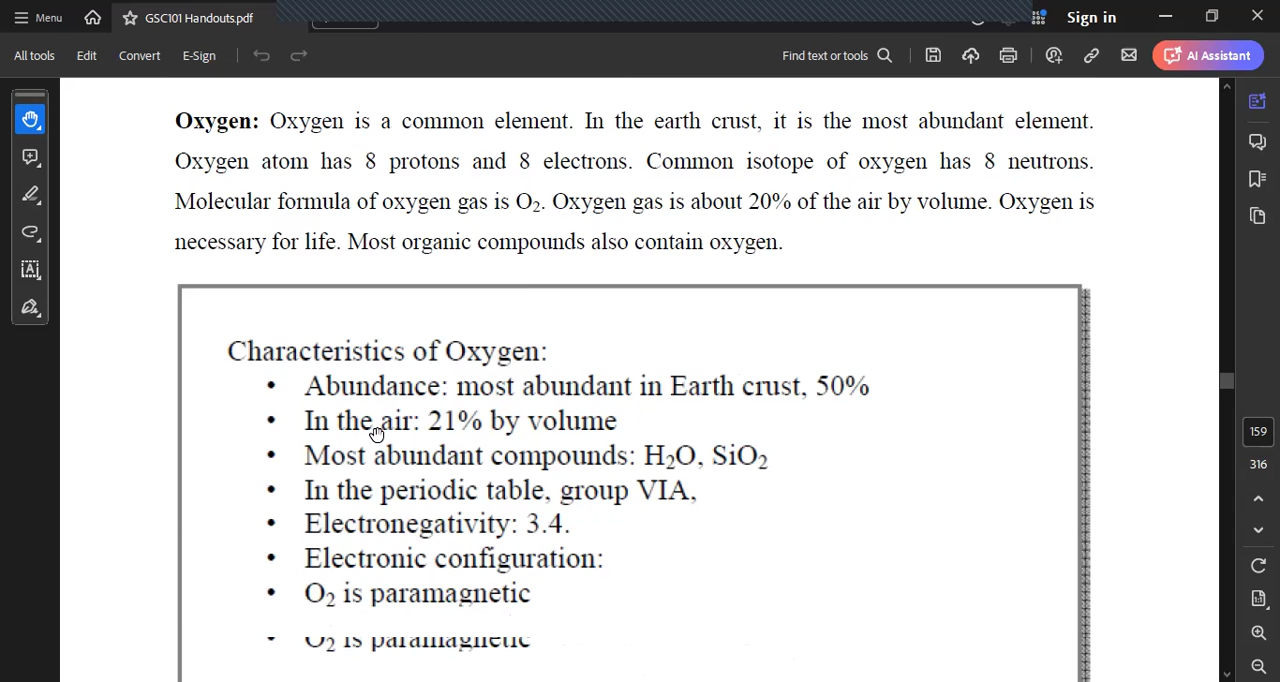 Menu
GSC101 Handouts.pdf
Sign in
All tools
Edit
Convert
E-Sign
Find text or tools
AI Assistant
Oxygen: Oxygen is a common element. In the earth crust, it is the most abundant element.
Oxygen atom has 8 protons and 8 electrons. Common isotope of oxygen has 8 neutrons.
Molecular formula of oxygen gas is O₂. Oxygen gas is about 20% of the air by volume. Oxygen is
necessary for life. Most organic compounds also contain oxygen.
Characteristics of Oxygen:
• Abundance: most abundant in Earth crust, 50%
• In the air: 21% by volume
• Most abundant compounds: H₂O, SiO₂
• In the periodic table, group VIA,
• Electronegativity: 3.4.
• Electronic configuration:
• O₂ is paramagnetic
• O₂ is paramagnetic
159
316